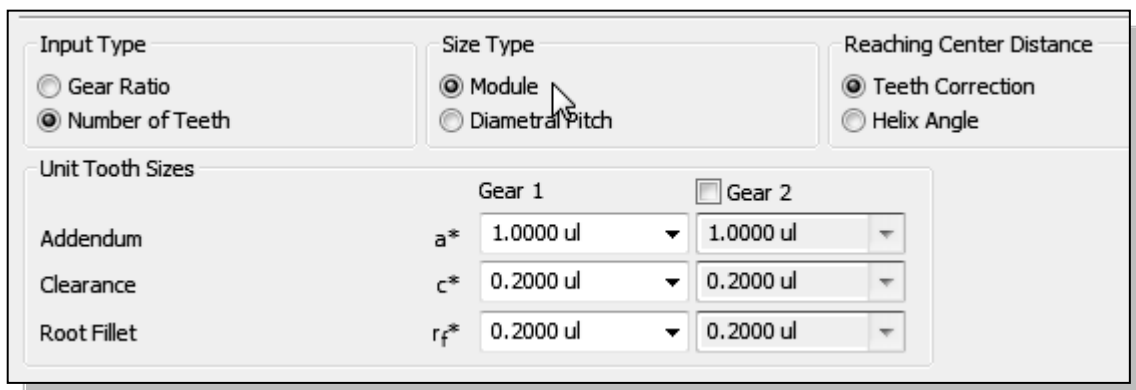 Input Type Size Type Reaching Center Distance
Gear Ratio Module Teeth Correction
Number of Teeth Diametral Pitch Helix Angle
Unit Tooth Sizes
Gear 1 Gear 2
Addendum a* 1.0000 ul 1.0000 ul
Clearance c* 0.2000 ul 0.2000 ul
Root Fillet rf* 0.2000 ul 0.2000 ul